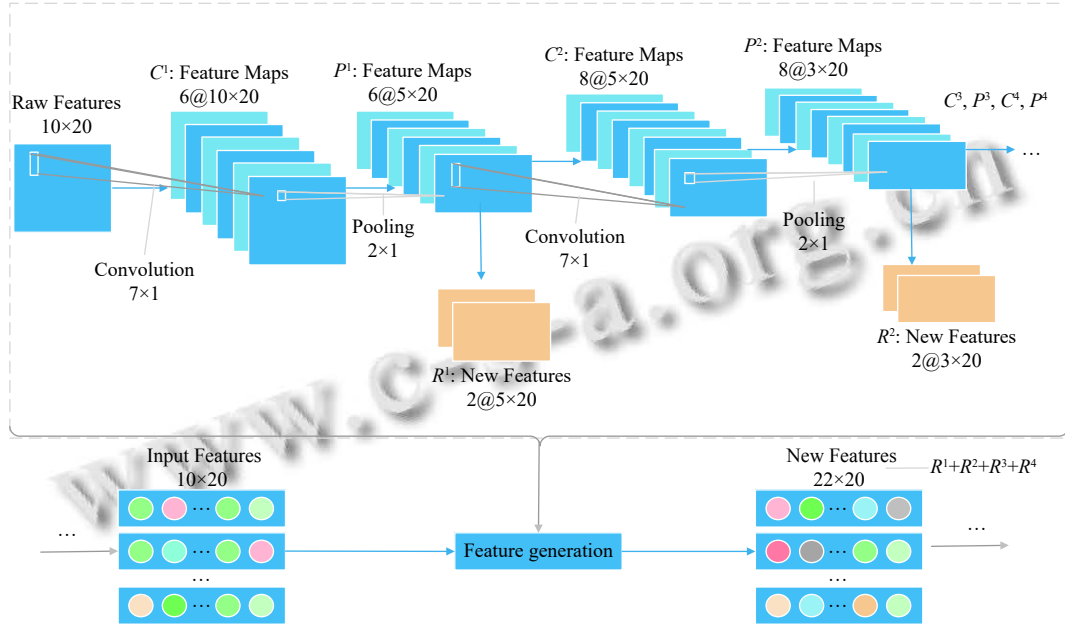 Raw Features
10×20
C¹: Feature Maps
6@10×20
P¹: Feature Maps
6@5×20
C²: Feature Maps
8@5×20
P²: Feature Maps
8@3×20
C³, P³, C⁴, P⁴
...
Convolution
7×1
Pooling
2×1
Convolution
7×1
Pooling
2×1
R¹: New Features
2@5×20
R²: New Features
2@3×20
Input Features
10×20
New Features
22×20
R¹+R²+R³+R⁴
...
...
...
...
...
Feature generation
...
...
...
...
...